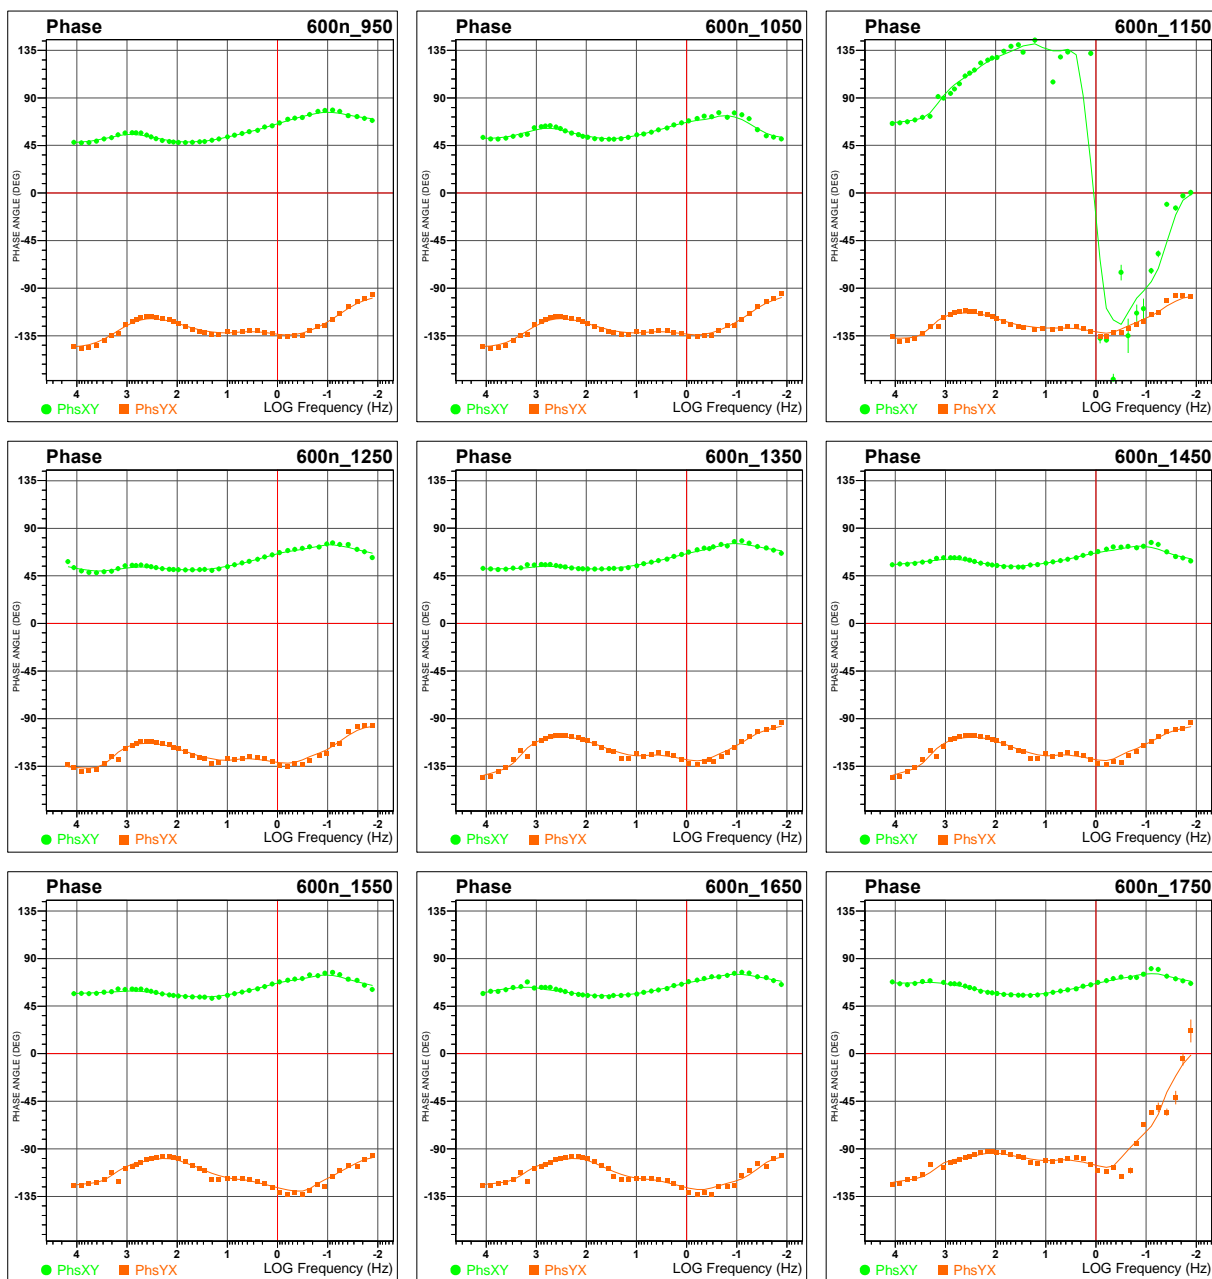 Phase 600n_950
135
90
45
0
-45
-90
-135
PHASE ANGLE (DEG)
4 3 2 1 0 -1 -2
PhsXY PhsYX LOG Frequency (Hz)
Phase 600n_1050
135
90
45
0
-45
-90
-135
PHASE ANGLE (DEG)
4 3 2 1 0 -1 -2
PhsXY PhsYX LOG Frequency (Hz)
Phase 600n_1150
135
90
45
0
-45
-90
-135
PHASE ANGLE (DEG)
4 3 2 1 0 -1 -2
PhsXY PhsYX LOG Frequency (Hz)
Phase 600n_1250
135
90
45
0
-45
-90
-135
PHASE ANGLE (DEG)
4 3 2 1 0 -1 -2
PhsXY PhsYX LOG Frequency (Hz)
Phase 600n_1350
135
90
45
0
-45
-90
-135
PHASE ANGLE (DEG)
4 3 2 1 0 -1 -2
PhsXY PhsYX LOG Frequency (Hz)
Phase 600n_1450
135
90
45
0
-45
-90
-135
PHASE ANGLE (DEG)
4 3 2 1 0 -1 -2
PhsXY PhsYX LOG Frequency (Hz)
Phase 600n_1550
135
90
45
0
-45
-90
-135
PHASE ANGLE (DEG)
4 3 2 1 0 -1 -2
PhsXY PhsYX LOG Frequency (Hz)
Phase 600n_1650
135
90
45
0
-45
-90
-135
PHASE ANGLE (DEG)
4 3 2 1 0 -1 -2
PhsXY PhsYX LOG Frequency (Hz)
Phase 600n_1750
135
90
45
0
-45
-90
-135
PHASE ANGLE (DEG)
4 3 2 1 0 -1 -2
PhsXY PhsYX LOG Frequency (Hz)